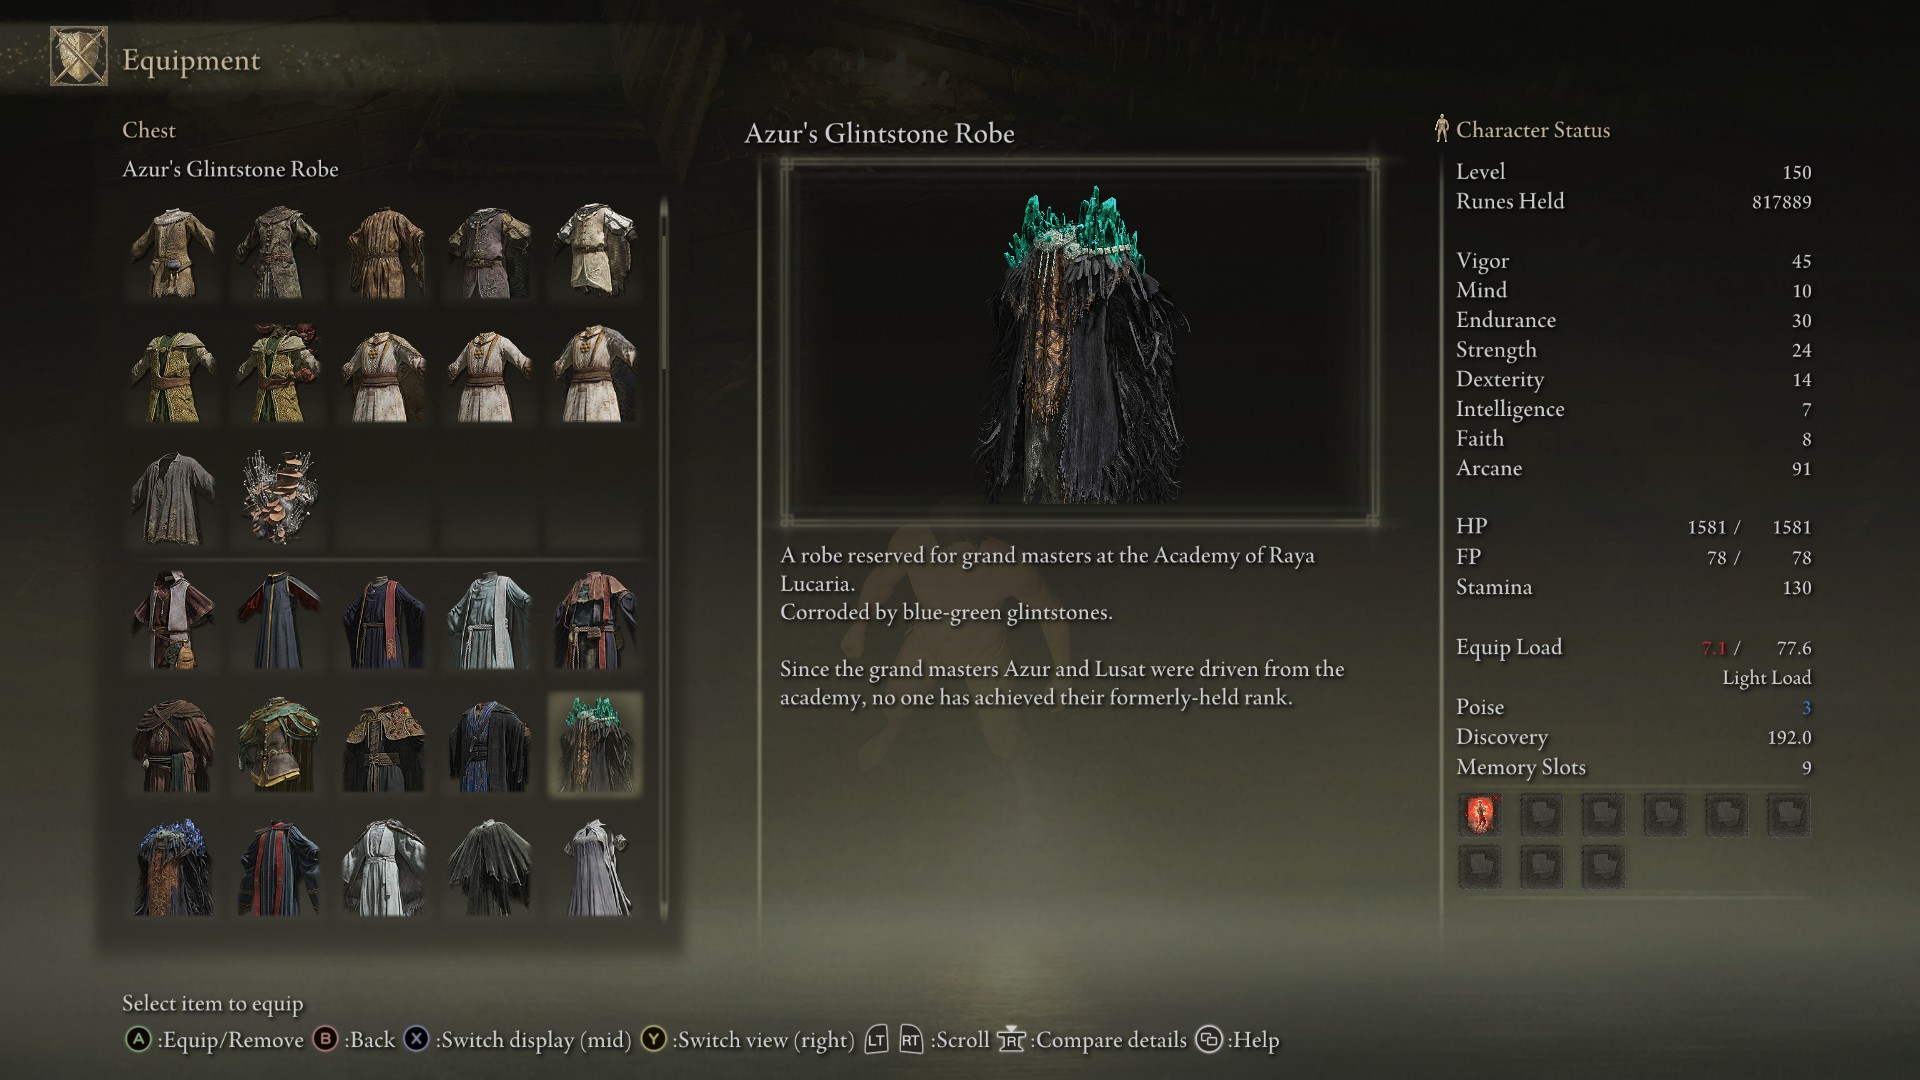 Equipment
Chest
Azur's Glintstone Robe
Azur's Glintstone Robe
A robe reserved for grand masters at the Academy of Raya
Lucaria.
Corroded by blue-green glintstones.
Since the grand masters Azur and Lusat were driven from the
academy, no one has achieved their formerly-held rank.
Character Status
Level 150
Runes Held 817889
Vigor 45
Mind 10
Endurance 30
Strength 24
Dexterity 14
Intelligence 7
Faith 8
Arcane 91
HP 1581 / 1581
FP 78 / 78
Stamina 130
Equip Load 7.1 / 77.6
Light Load
Poise 3
Discovery 192.0
Memory Slots 9
Select item to equip
A :Equip/Remove B :Back X :Switch display (mid) Y :Switch view (right) LT RT :Scroll R :Compare details :Help